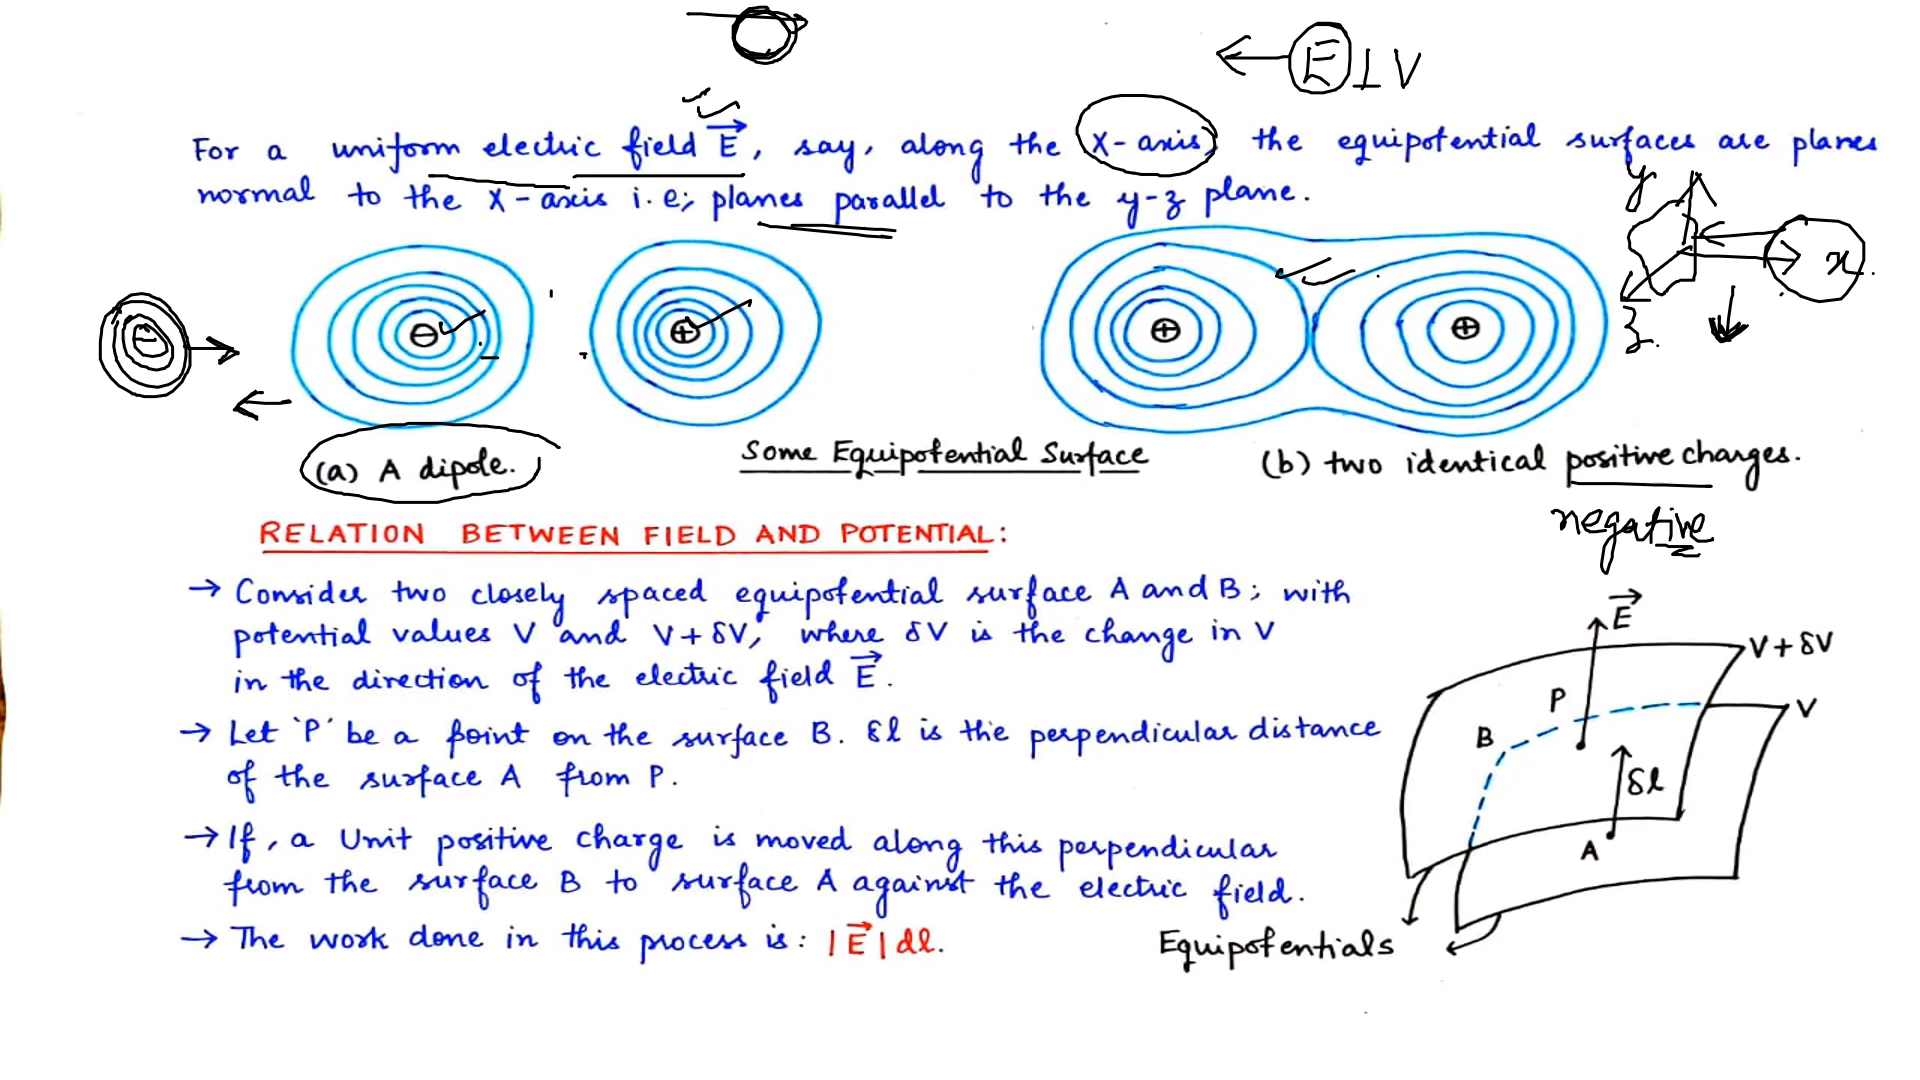 E ⊥ V
For a uniform electric field E⃗, say, along the X-axis, the equipotential surfaces are planes
normal to the X-axis i.e; planes parallel to the y-z plane.
y
x
z
⊖ ⊕ ⊕ ⊕
(a) A dipole. Some Equipotential Surface (b) two identical positive charges.
negative
RELATION BETWEEN FIELD AND POTENTIAL:
→ Consider two closely spaced equipotential surface A and B; with
potential values V and V+δV, where δV is the change in V
in the direction of the electric field E⃗.
→ Let 'P' be a point on the surface B. δl is the perpendicular distance
of the surface A from P.
→ If, a Unit positive charge is moved along this perpendicular
from the surface B to surface A against the electric field.
→ The work done in this process is: |E⃗|dl.
E⃗
V+δV
P
V
B
δl
A
Equipotentials